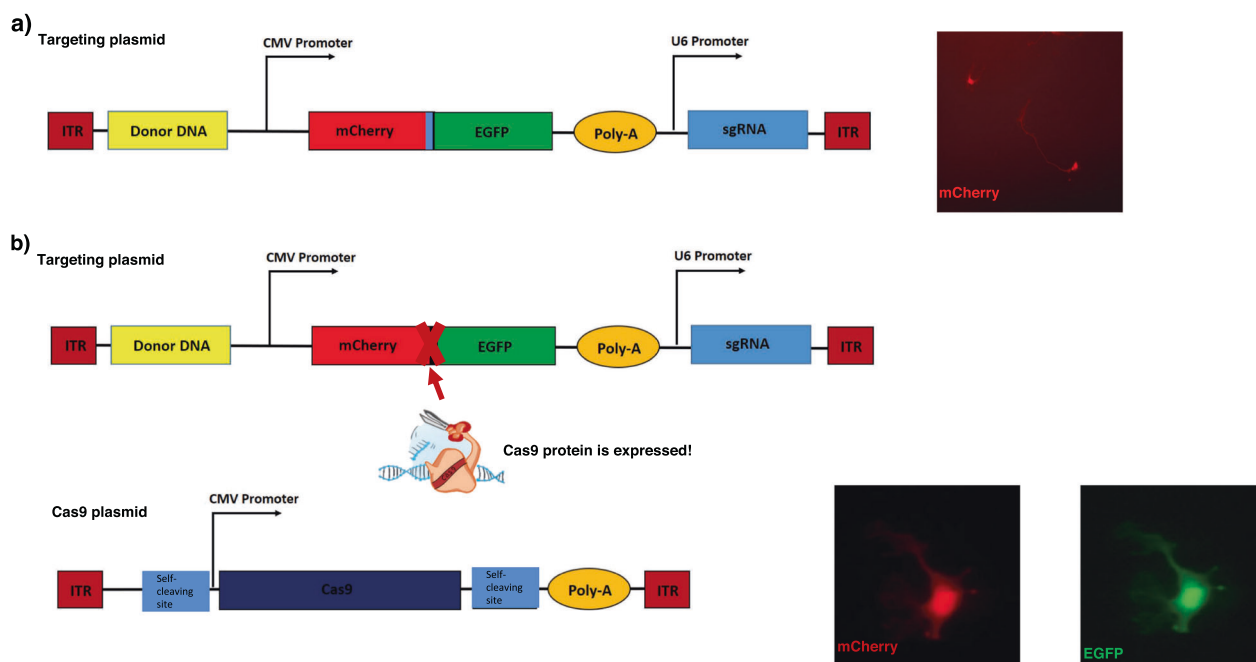 a)
Targeting plasmid
CMV Promoter
U6 Promoter
ITR
Donor DNA
mCherry
EGFP
Poly-A
sgRNA
ITR
mCherry
b)
Targeting plasmid
CMV Promoter
U6 Promoter
ITR
Donor DNA
mCherry
EGFP
Poly-A
sgRNA
ITR
Cas9 protein is expressed!
Cas9 plasmid
CMV Promoter
ITR
Self-
cleaving
site
Cas9
Self-
cleaving
site
Poly-A
ITR
mCherry
EGFP